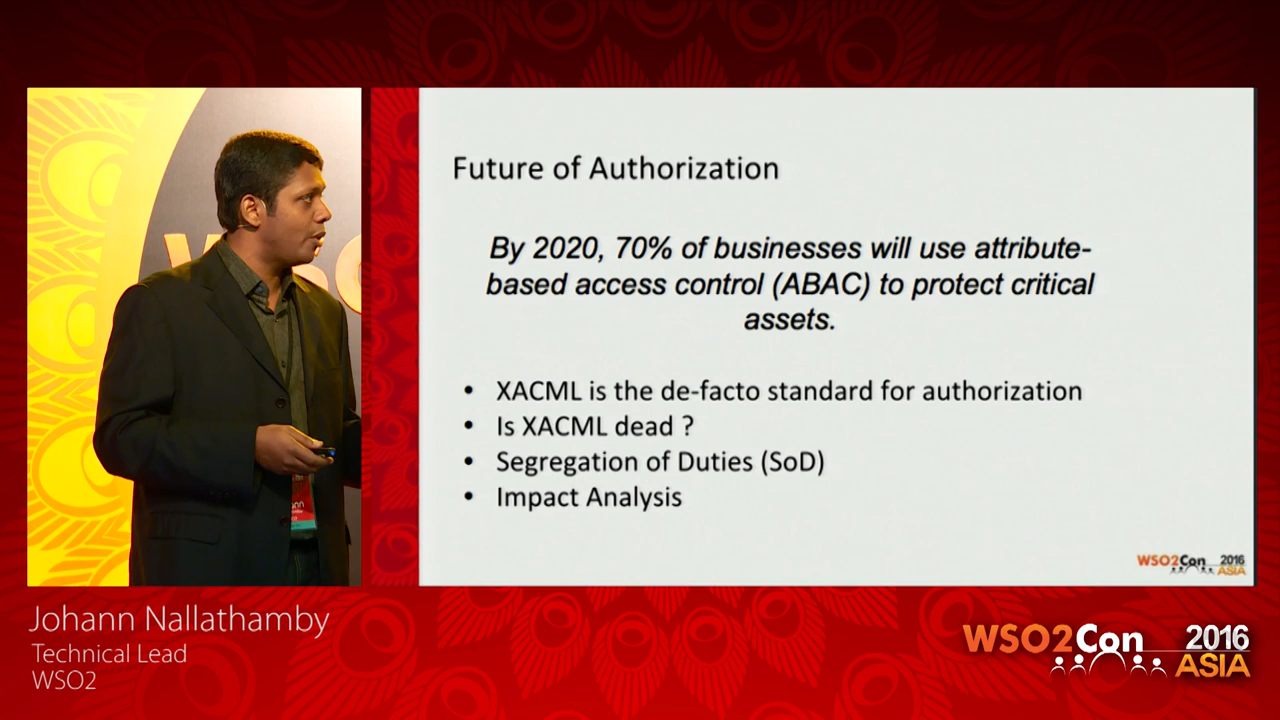 Future of Authorization
By 2020, 70% of businesses will use attribute-
based access control (ABAC) to protect critical
assets.
• XACML is the de-facto standard for authorization
• Is XACML dead ?
• Segregation of Duties (SoD)
• Impact Analysis
WSO2Con 2016
ASIA
Johann Nallathamby
Technical Lead
WSO2
WSO2Con 2016
ASIA